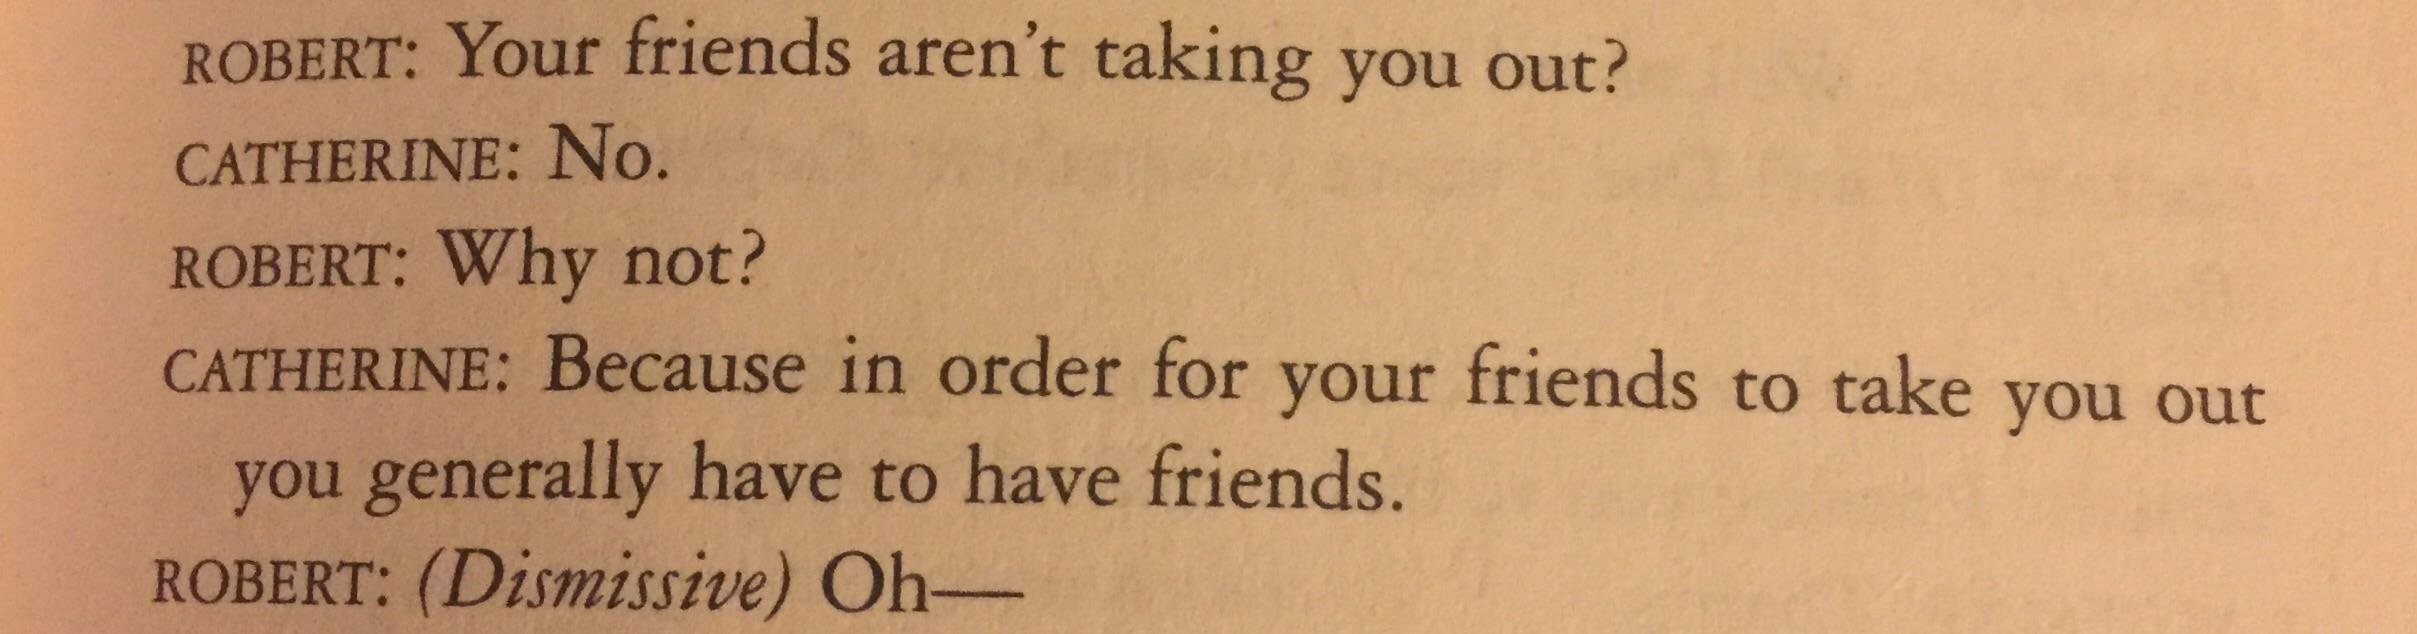 ROBERT: Your friends aren't taking you out?
CATHERINE: No.
ROBERT: Why not?
CATHERINE: Because in order for your friends to take you out
you generally have to have friends.
ROBERT: (Dismissive) Oh—